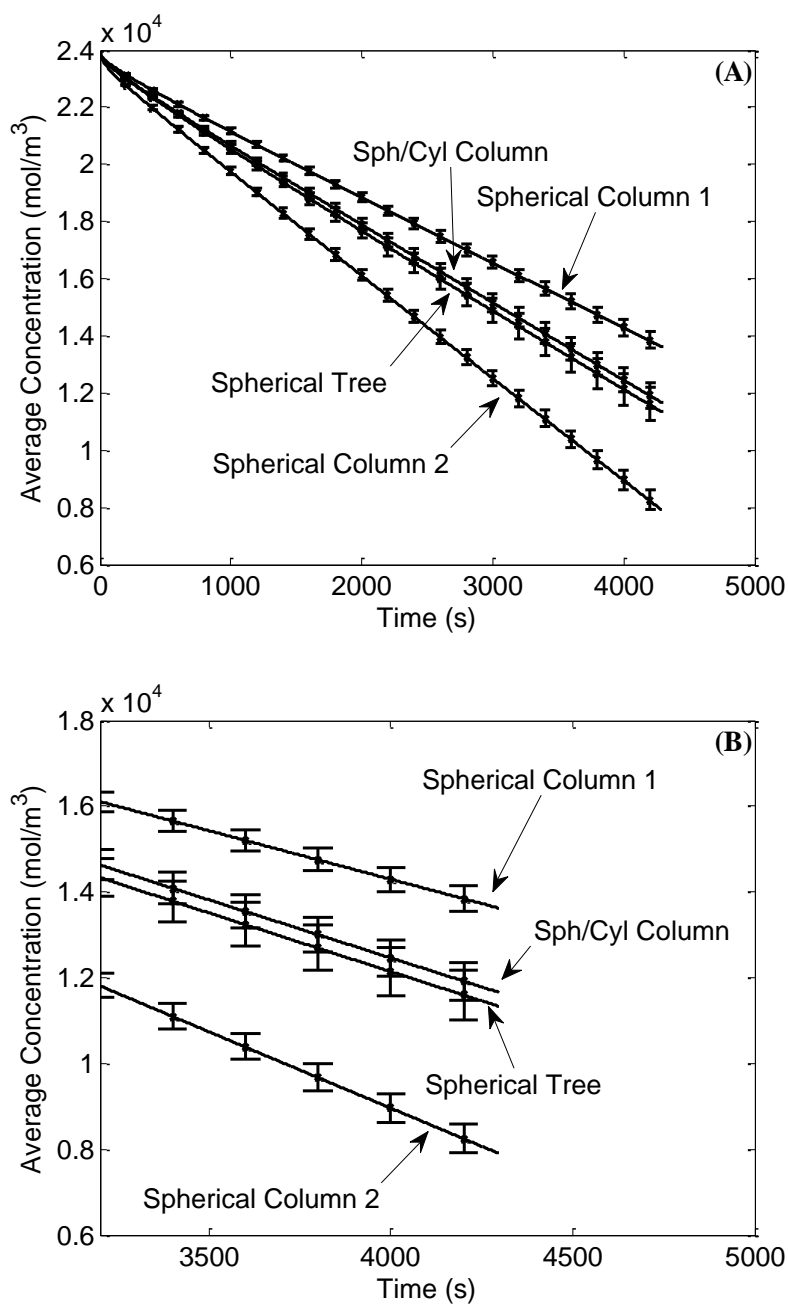 x 10^4
2.4
2.2
2
1.8
1.6
1.4
1.2
1
0.8
0.6
(A)
Sph/Cyl Column
Spherical Column 1
Spherical Tree
Spherical Column 2
Average Concentration (mol/m^3)
0 1000 2000 3000 4000 5000
Time (s)
x 10^4
1.8
1.6
1.4
1.2
1
0.8
0.6
(B)
Spherical Column 1
Sph/Cyl Column
Spherical Tree
Spherical Column 2
Average Concentration (mol/m^3)
3500 4000 4500 5000
Time (s)